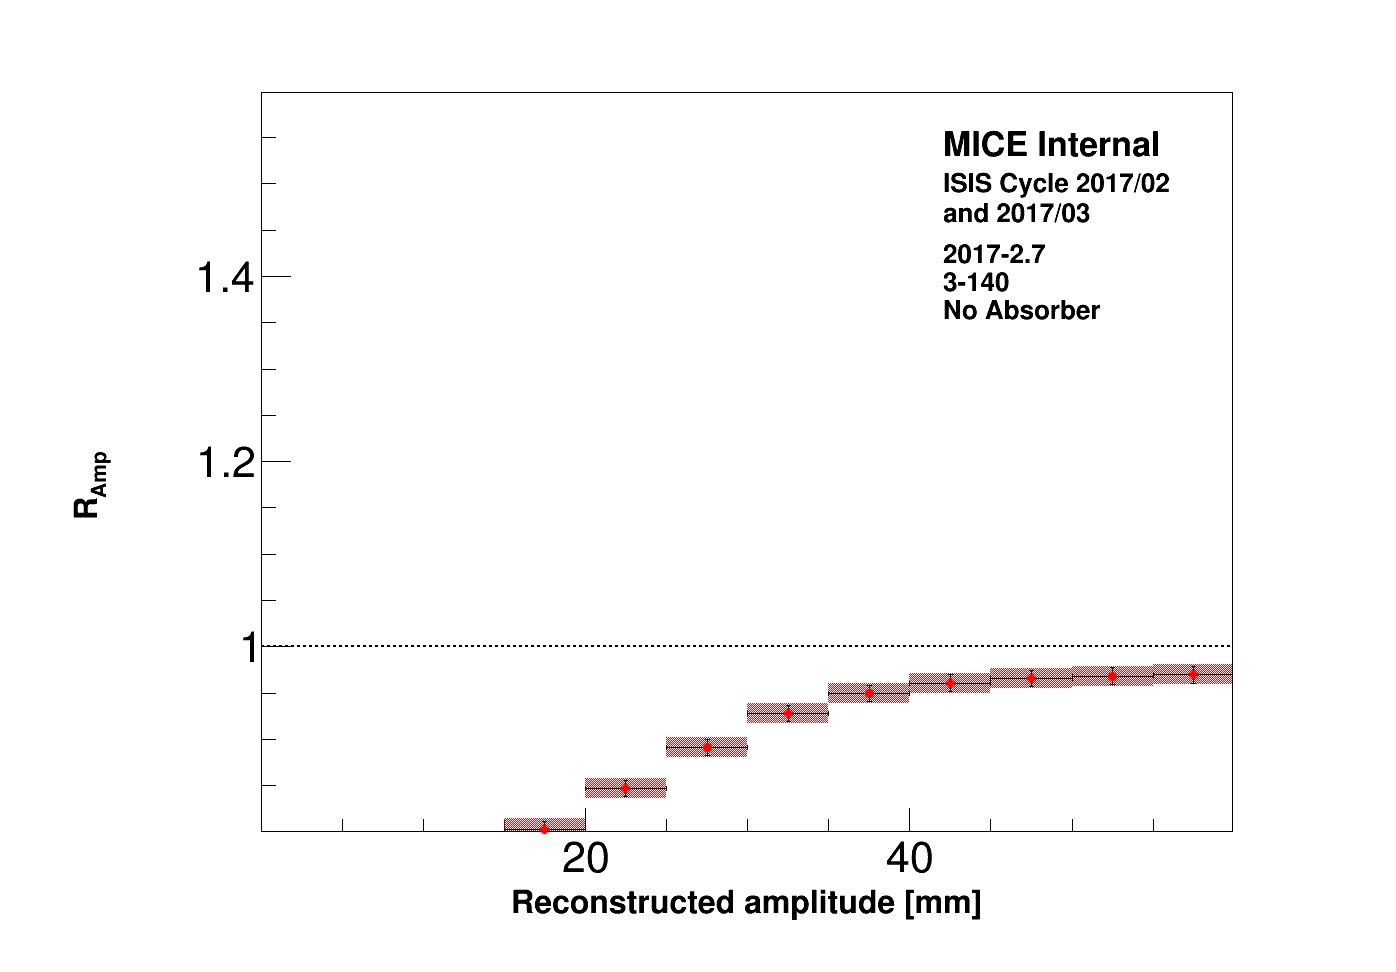 MICE Internal
ISIS Cycle 2017/02
and 2017/03
2017-2.7
3-140
No Absorber
1.4
1.2
1
R_Amp
20
40
Reconstructed amplitude [mm]